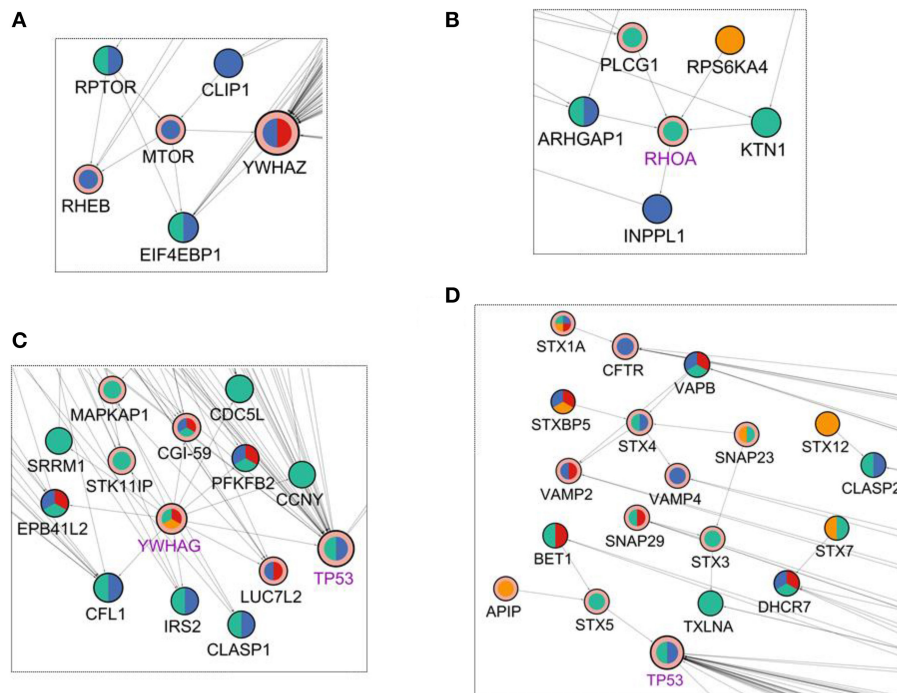 A
RPTOR
CLIP1
MTOR
YWHAZ
RHEB
EIF4EBP1
B
PLCG1
RPS6KA4
ARHGAP1
RHOA
KTN1
INPPL1
C
MAPKAP1
CDC5L
SRRM1
CGI-59
STK11IP
PFKFB2
CCNY
EPB41L2
YWHAG
TP53
LUC7L2
CFL1
IRS2
CLASP1
D
STX1A
CFTR
VAPB
STXBP5
STX4
SNAP23
STX12
CLASP2
VAMP2
VAMP4
SNAP29
STX3
STX7
BET1
DHCR7
APIP
STX5
TXLNA
TP53